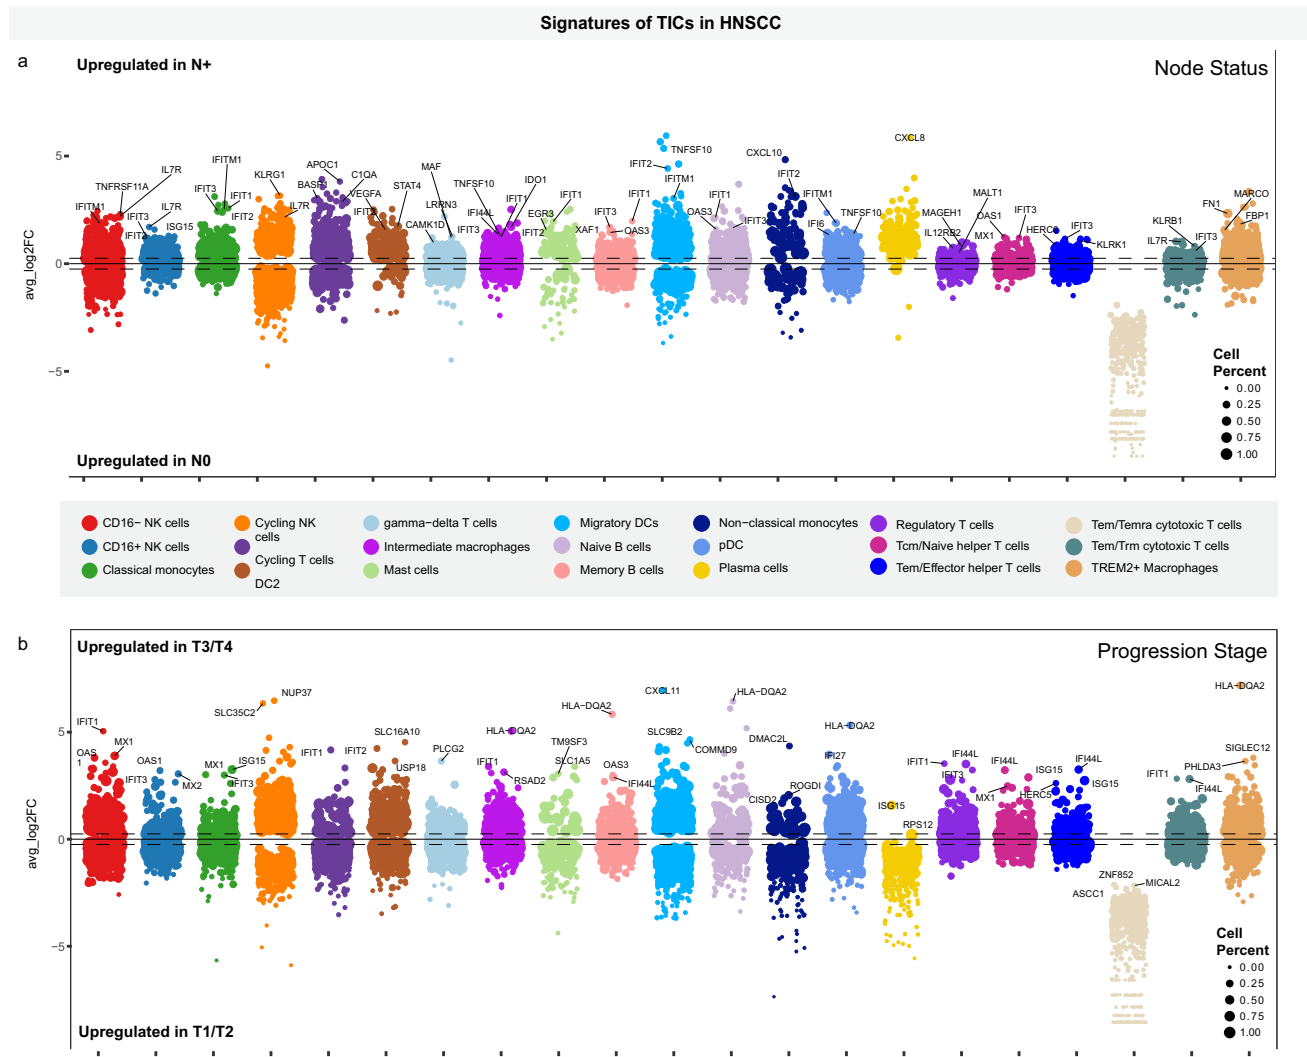 Signatures of TICs in HNSCC
a
Upregulated in N+
Node Status
avg_log2FC
5
0
−5
IFITM1
TNFRSF11A
IL7R
IFIT3
IFIT2
IL7R
ISG15
IFITM1
IFIT3
IFIT1
IFIT2
KLRG1
IL7R
APOC1
BASP1
C1QA
VEGFA
IFIT2
STAT4
MAF
LRRN3
CAMK1D
IFIT3
TNFSF10
IFI44L
IDO1
IFIT1
IFIT2
EGR3
IFIT1
XAF1
IFIT3
IFIT1
OAS3
IFIT2
TNFSF10
IFITM1
OAS3
IFIT1
IFIT3
CXCL10
IFIT2
IFITM1
IFI6
TNFSF10
CXCL8
MAGEH1
IL12RB2
MALT1
OAS1
MX1
IFIT3
HERC5
IFIT3
KLRK1
KLRB1
IL7R
IFIT3
FN1
MARCO
FBP1
Cell
Percent
0.00
0.25
0.50
0.75
1.00
Upregulated in N0
CD16− NK cells
CD16+ NK cells
Classical monocytes
Cycling NK
cells
Cycling T cells
DC2
gamma−delta T cells
Intermediate macrophages
Mast cells
Migratory DCs
Naive B cells
Memory B cells
Non−classical monocytes
pDC
Plasma cells
Regulatory T cells
Tcm/Naive helper T cells
Tem/Effector helper T cells
Tem/Temra cytotoxic T cells
Tem/Trm cytotoxic T cells
TREM2+ Macrophages
b
Upregulated in T3/T4
Progression Stage
avg_log2FC
5
0
−5
IFIT1
OAS
1
MX1
IFIT3
OAS1
MX2
MX1
ISG15
IFIT3
SLC35C2
NUP37
IFIT1
IFIT2
SLC16A10
USP18
PLCG2
HLA−DQA2
IFIT1
RSAD2
TM9SF3
SLC1A5
HLA−DQA2
OAS3
IFI44L
CXCL11
SLC9B2
COMMD9
HLA−DQA2
DMAC2L
CISD2
ROGDI
HLA−DQA2
IFI27
ISG15
RPS12
IFIT1
IFI44L
IFIT3
IFI44L
MX1
HERC5
ISG15
IFI44L
ISG15
ZNF852
ASCC1
MICAL2
IFIT1
IFI44L
HLA−DQA2
SIGLEC12
PHLDA3
Cell
Percent
0.00
0.25
0.50
0.75
1.00
Upregulated in T1/T2